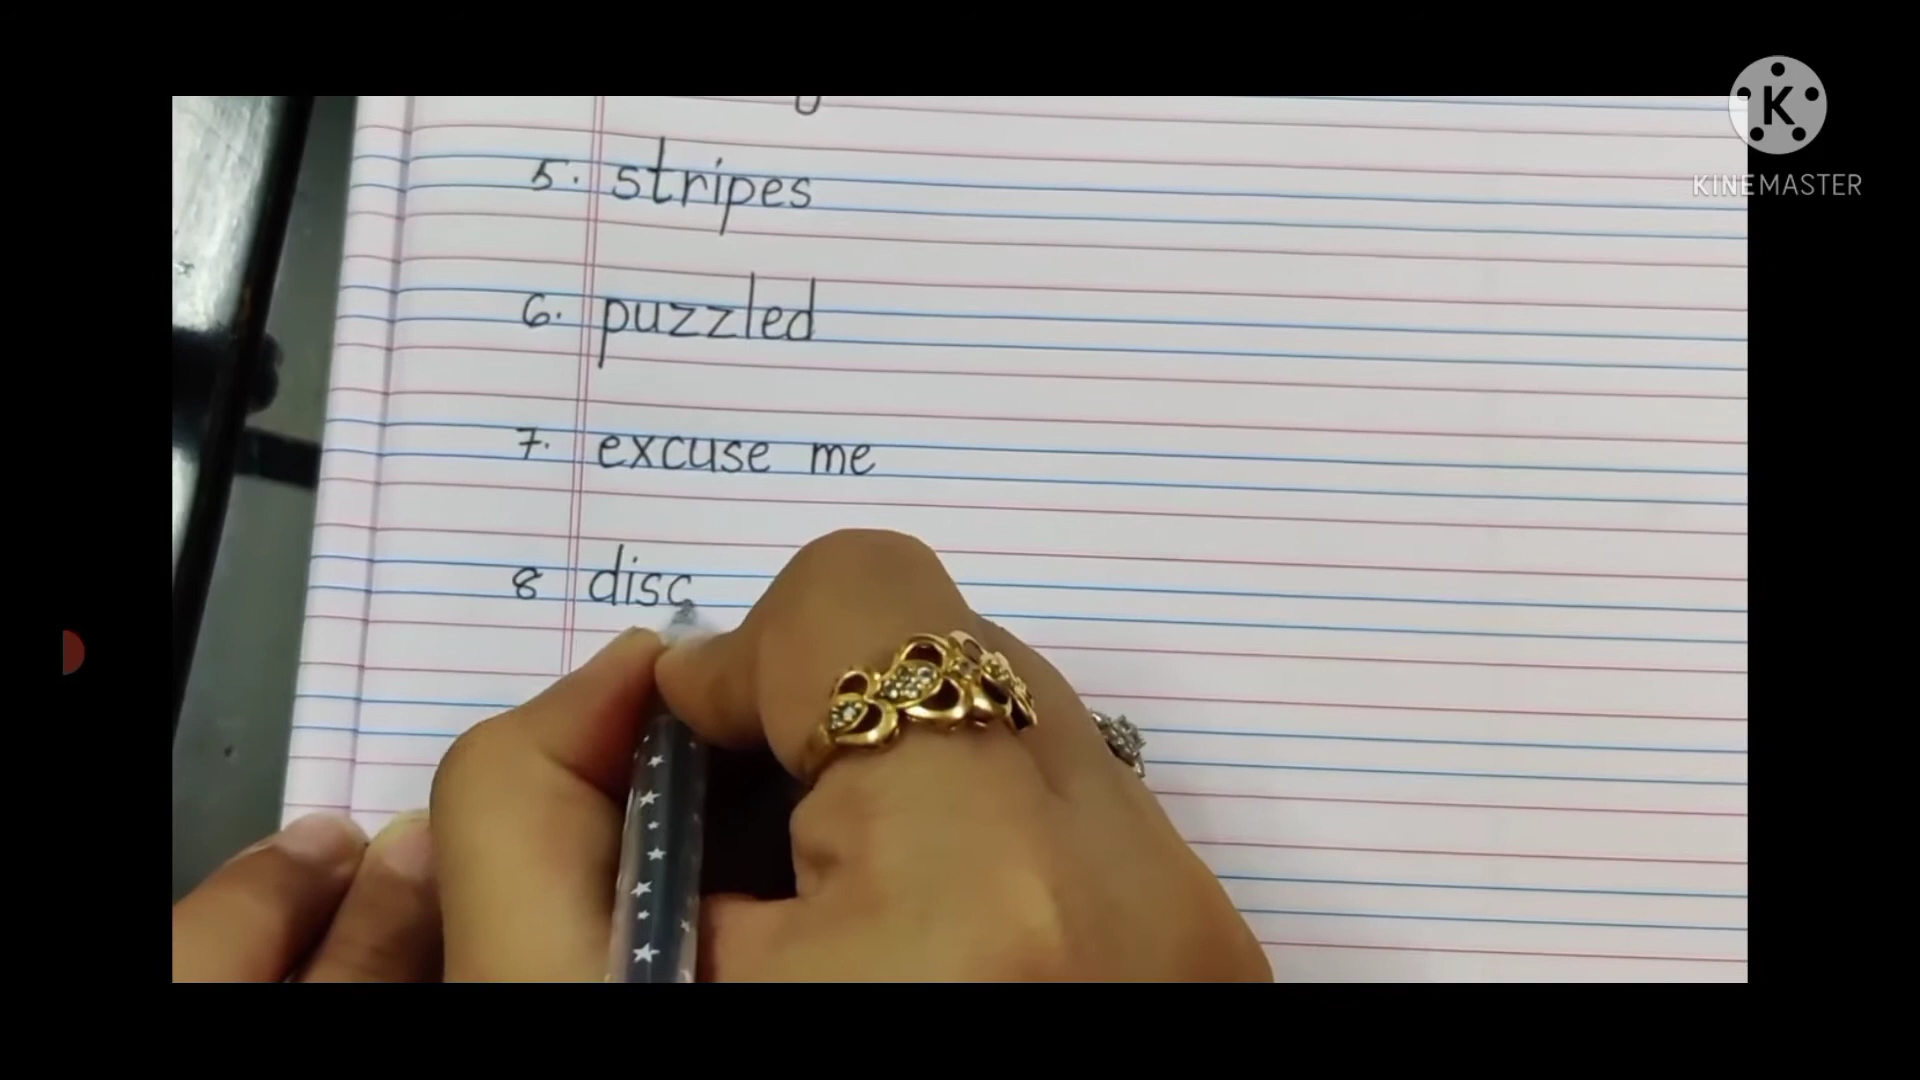 5. stripes
6. puzzled
7. excuse me
8 disc
K
KINEMASTER